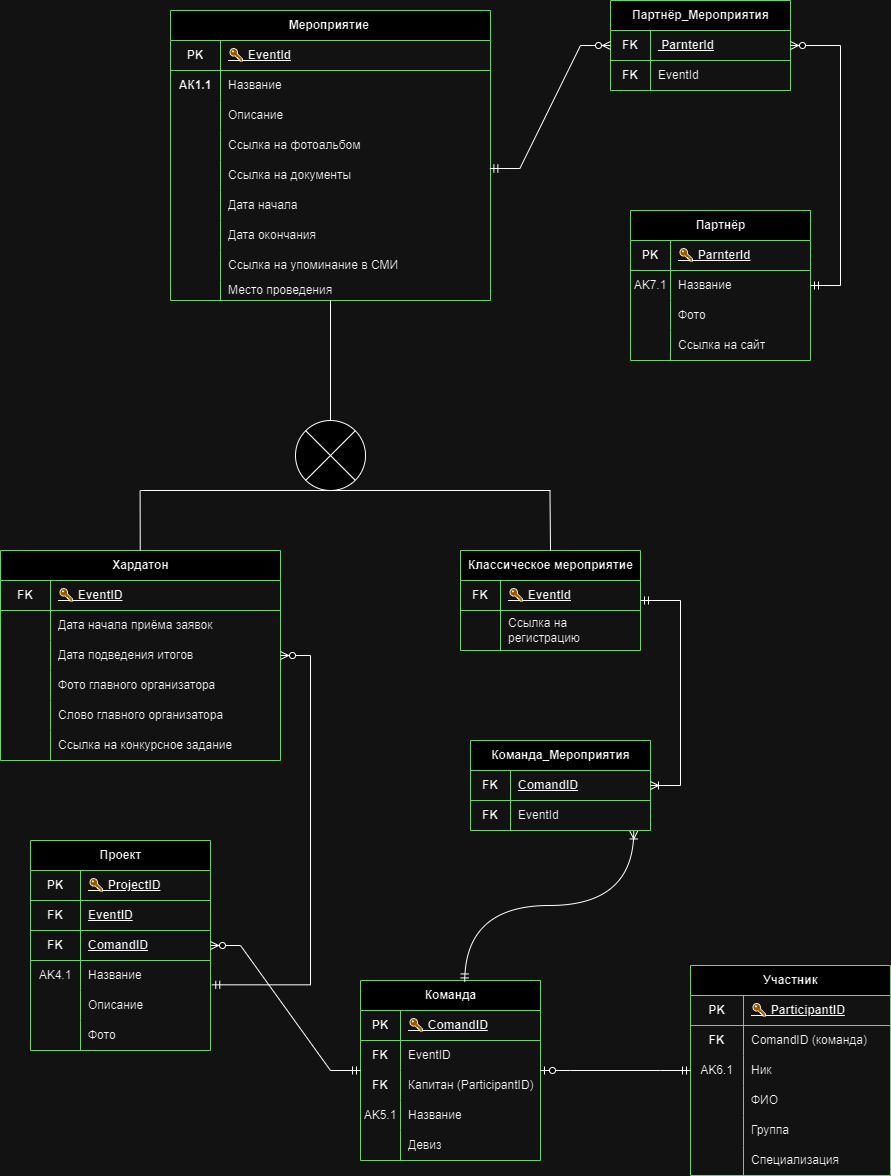 Мероприятие
PK EventId
АК1.1 Название
Описание
Ссылка на фотоальбом
Ссылка на документы
Дата начала
Дата окончания
Ссылка на упоминание в СМИ
Место проведения
Партнёр_Мероприятия
FK ParnterId
FK EventId
Партнёр
PK ParnterId
АК7.1 Название
Фото
Ссылка на сайт
Хардатон
FK EventID
Дата начала приёма заявок
Дата подведения итогов
Фото главного организатора
Слово главного организатора
Ссылка на конкурсное задание
Классическое мероприятие
FK EventId
Ссылка на
регистрацию
Команда_Мероприятия
FK ComandID
FK EventId
Проект
PK ProjectID
FK EventID
FK ComandID
АК4.1 Название
Описание
Фото
Команда
PK ComandID
FK EventID
FK Капитан (ParticipantID)
АК5.1 Название
Девиз
Участник
PK ParticipantID
FK ComandID (команда)
АК6.1 Ник
ФИО
Группа
Специализация